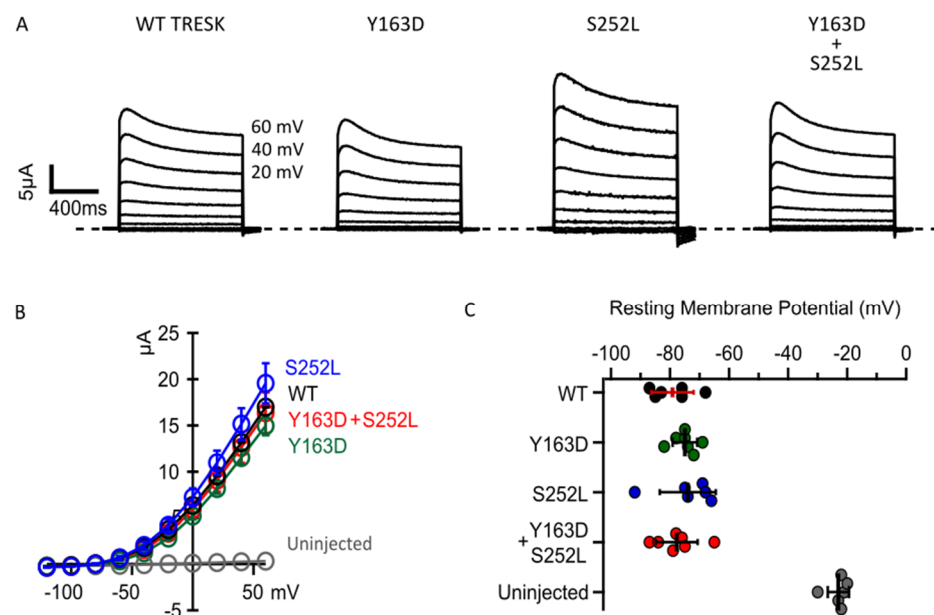 A
WT TRESK
Y163D
S252L
Y163D
+
S252L
60 mV
40 mV
20 mV
5μA
400ms
B
μA
25
20
15
10
5
-5
-100
-50
50 mV
S252L
WT
Y163D+S252L
Y163D
Uninjected
C
Resting Membrane Potential (mV)
-100 -80 -60 -40 -20 0
WT
Y163D
S252L
Y163D
+
S252L
Uninjected